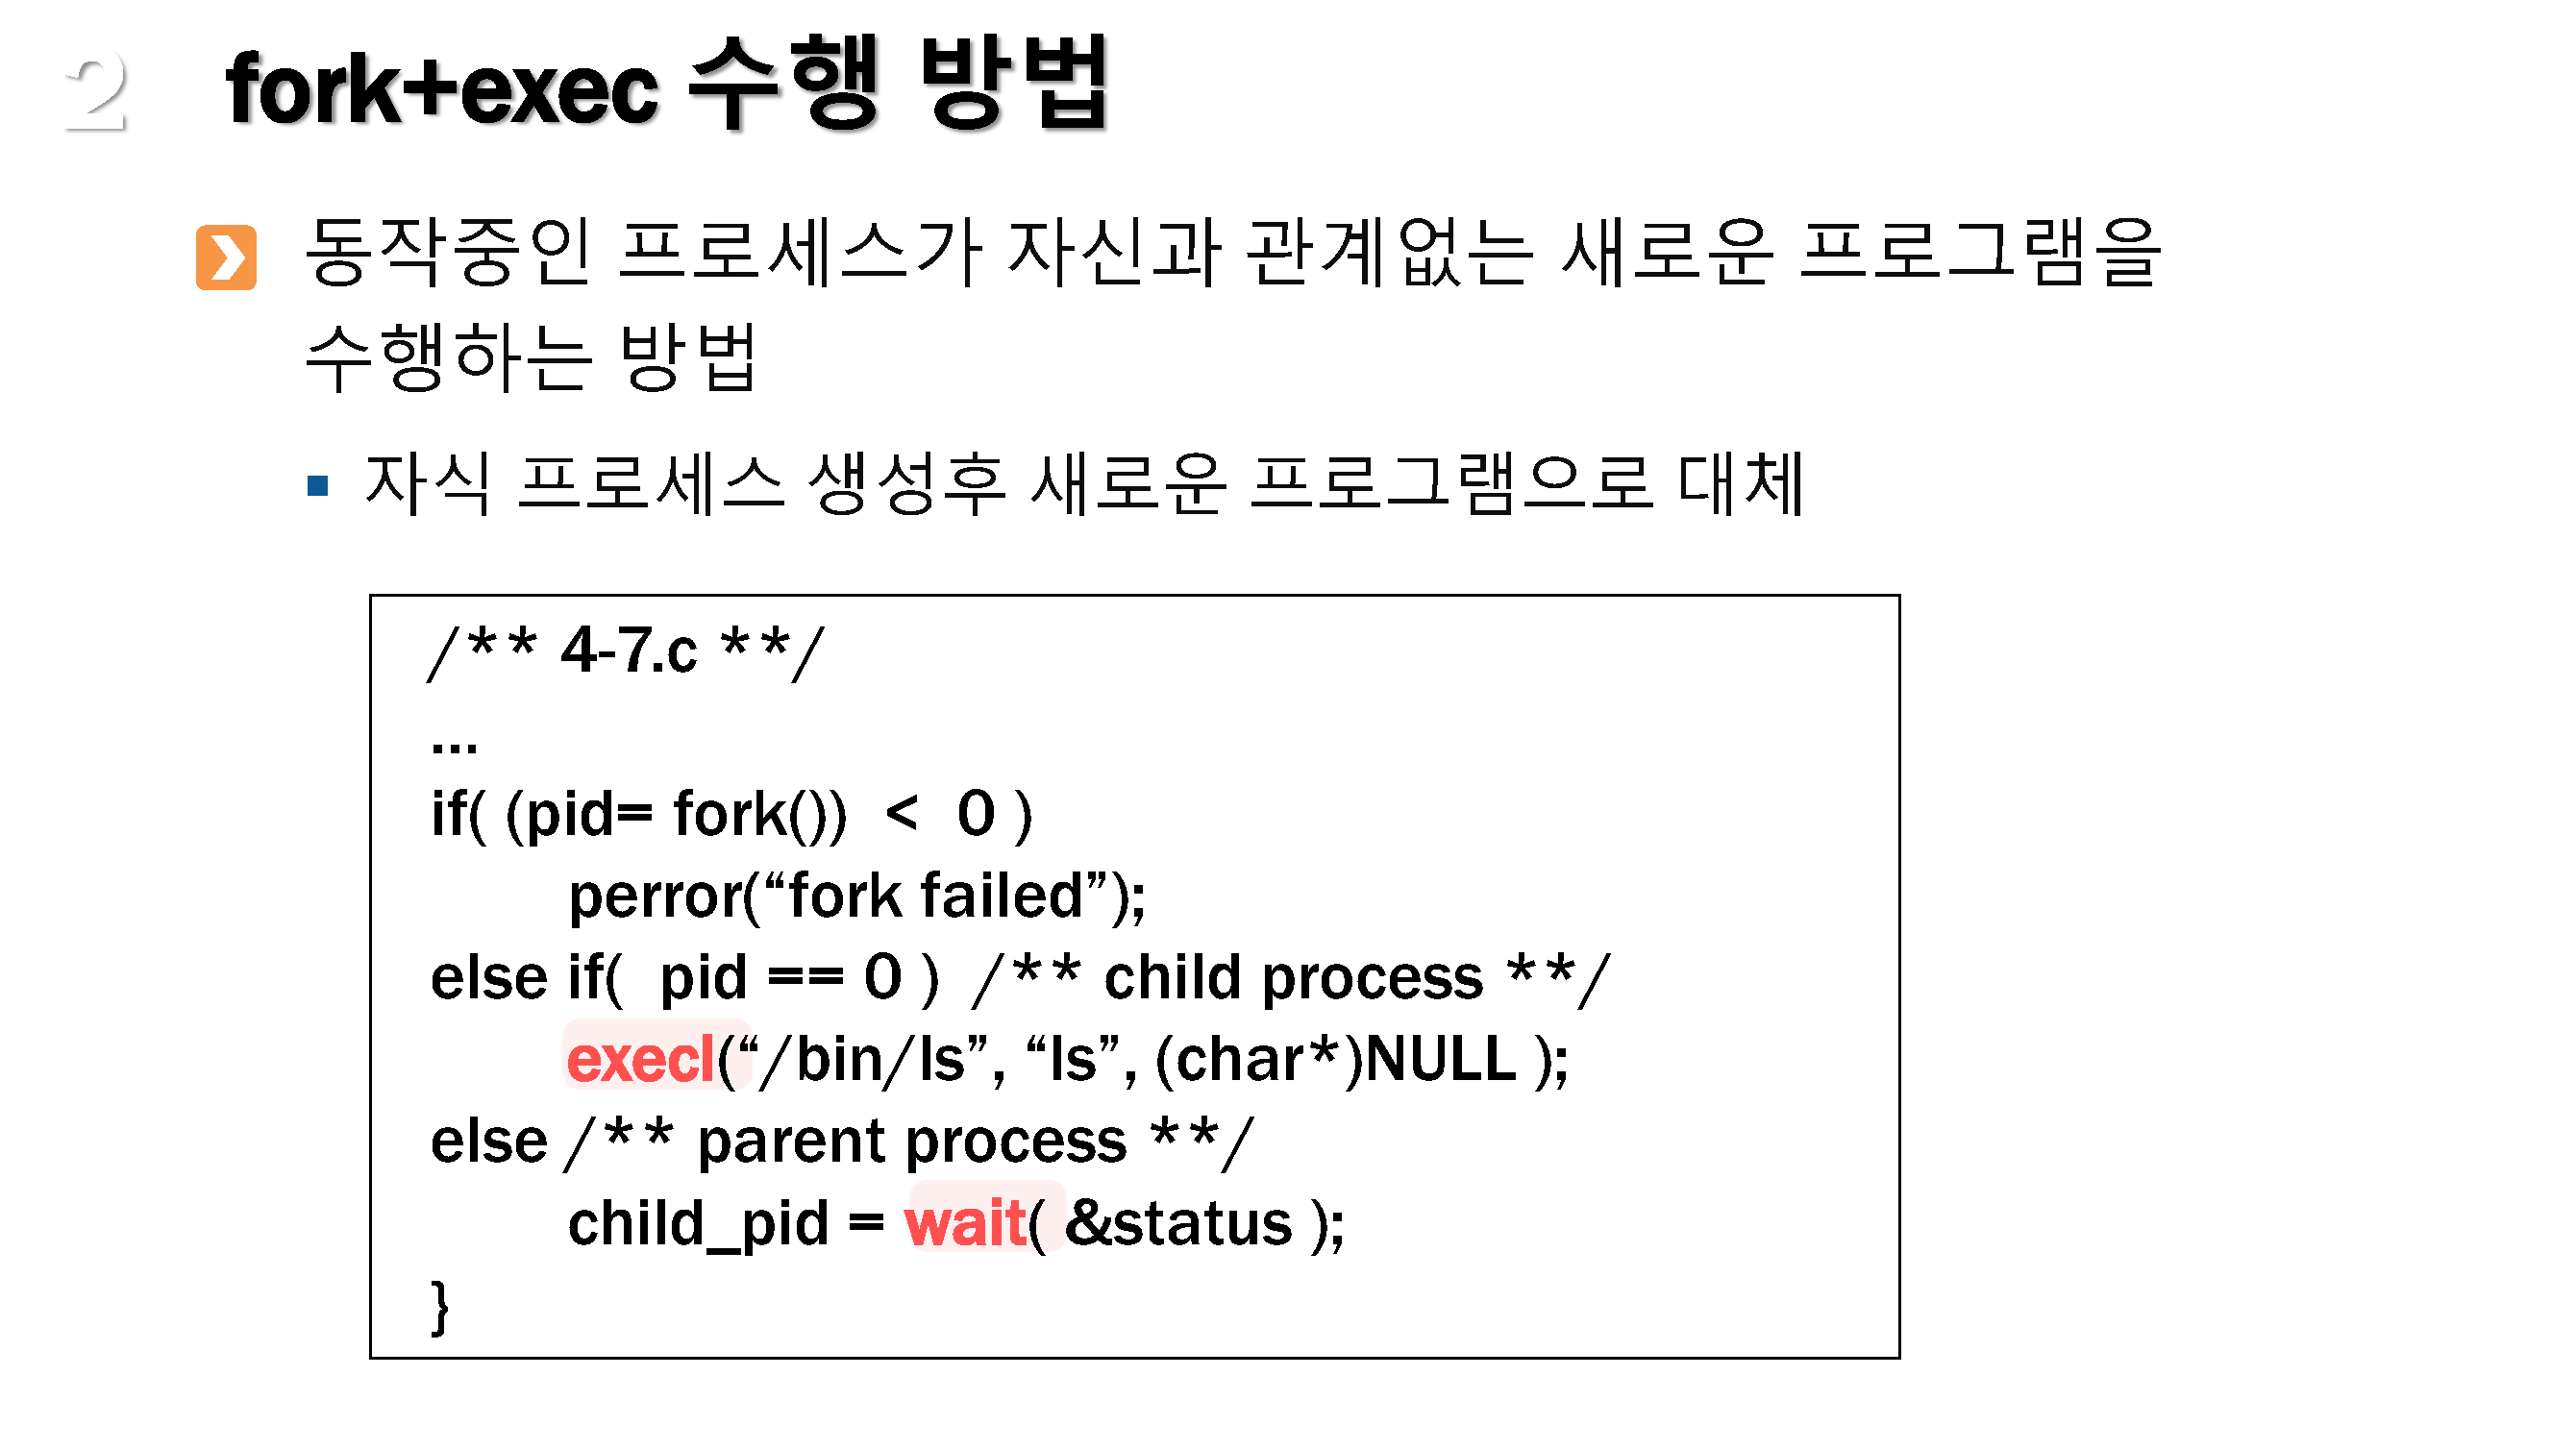 2 fork+exec 수행 방법
동작중인 프로세스가 자신과 관계없는 새로운 프로그램을
수행하는 방법
자식 프로세스 생성후 새로운 프로그램으로 대체
/** 4-7.c **/
...
if( (pid= fork()) < 0 )
perror(“fork failed”);
else if( pid == 0 ) /** child process **/
execl(“/bin/ls”, “ls”, (char*)NULL );
else /** parent process **/
child_pid = wait( &status );
}